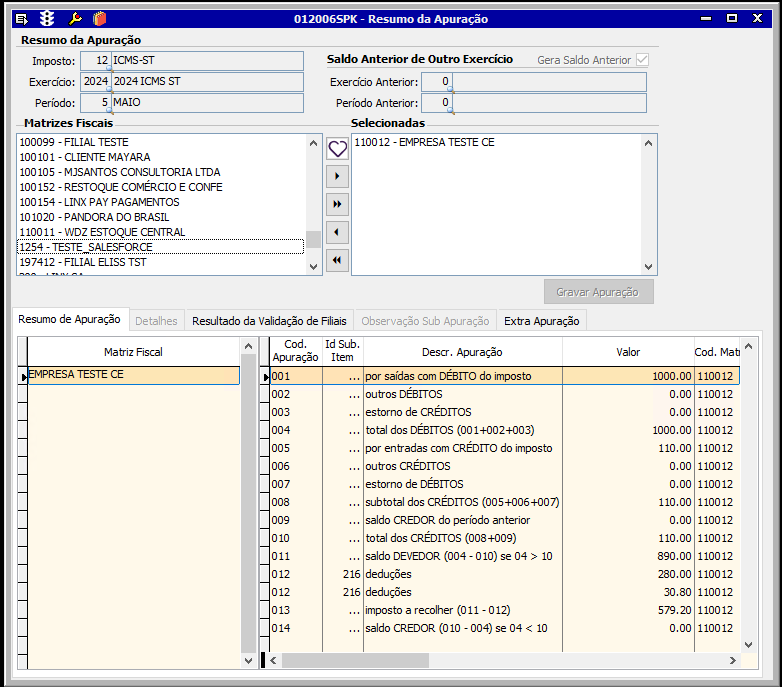 012006SPK - Resumo da Apuração
Resumo da Apuração
Imposto: 12 ICMS-ST
Exercício: 2024 2024 ICMS ST
Período: 5 MAIO
Saldo Anterior de Outro Exercício Gera Saldo Anterior
Exercício Anterior: 0
Período Anterior: 0
Matrizes Fiscais
100099 - FILIAL TESTE
100101 - CLIENTE MAYARA
100105 - MJSANTOS CONSULTORIA LTDA
100152 - RESTOQUE COMÉRCIO E CONFE
100154 - LINX PAY PAGAMENTOS
101020 - PANDORA DO BRASIL
110011 - WDZ ESTOQUE CENTRAL
1254 - TESTE_SALESFORCE
197412 - FILIAL ELISS TST
Selecionadas
110012 - EMPRESA TESTE CE
Gravar Apuração
Resumo de Apuração Detalhes Resultado da Validação de Filiais Observação Sub Apuração Extra Apuração
Matriz Fiscal
EMPRESA TESTE CE
Cod. Apuração Id Sub. Item Descr. Apuração Valor Cod. Matr
001 ... por saídas com DÉBITO do imposto 1000.00 110012
002 ... outros DÉBITOS 0.00 110012
003 ... estorno de CRÉDITOS 0.00 110012
004 ... total dos DÉBITOS (001+002+003) 1000.00 110012
005 ... por entradas com CRÉDITO do imposto 110.00 110012
006 ... outros CRÉDITOS 0.00 110012
007 ... estorno de DÉBITOS 0.00 110012
008 ... subtotal dos CRÉDITOS (005+006+007) 110.00 110012
009 ... saldo CREDOR do período anterior 0.00 110012
010 ... total dos CRÉDITOS (008+009) 110.00 110012
011 ... saldo DEVEDOR (004 - 010) se 04 > 10 890.00 110012
012 216 deduções 280.00 110012
012 216 deduções 30.80 110012
013 ... imposto a recolher (011 - 012) 579.20 110012
014 ... saldo CREDOR (010 - 004) se 04 < 10 0.00 110012